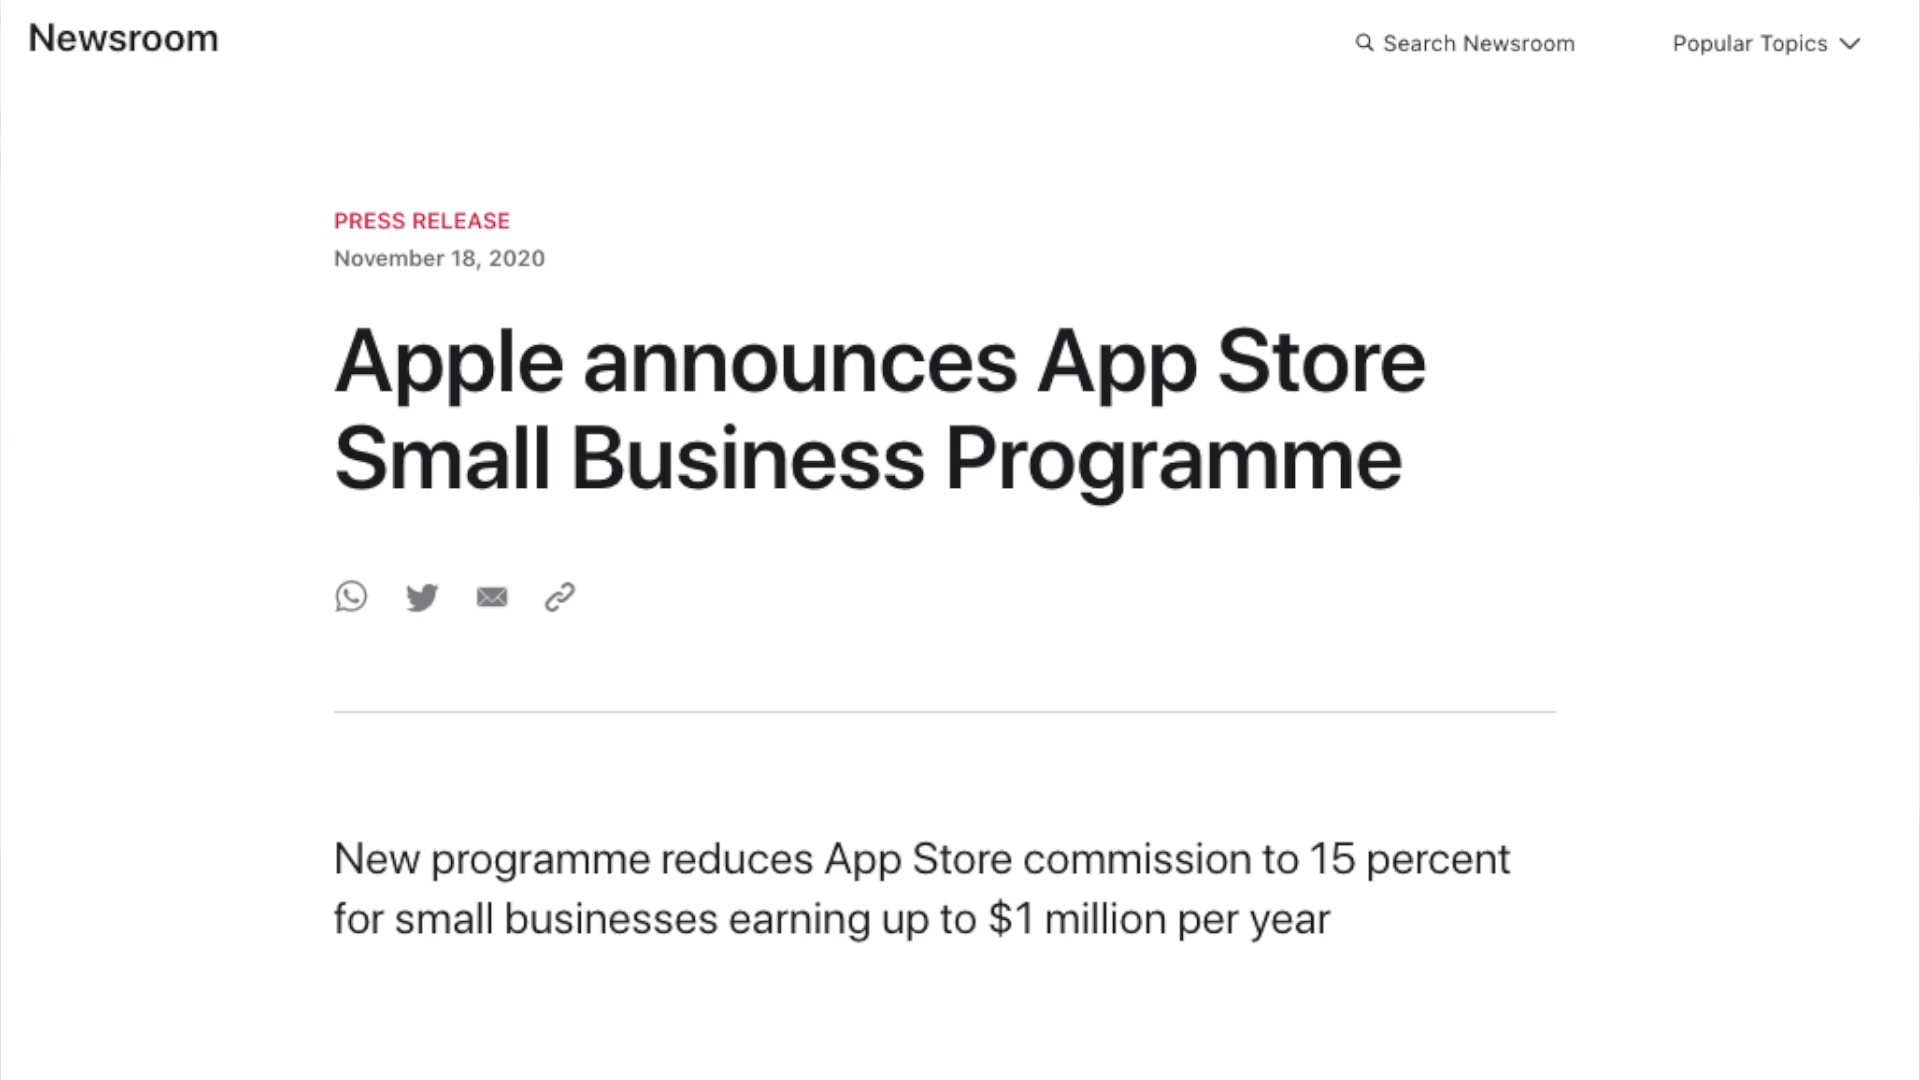 Newsroom
Search Newsroom
Popular Topics
PRESS RELEASE
November 18, 2020
Apple announces App Store
Small Business Programme
New programme reduces App Store commission to 15 percent
for small businesses earning up to $1 million per year